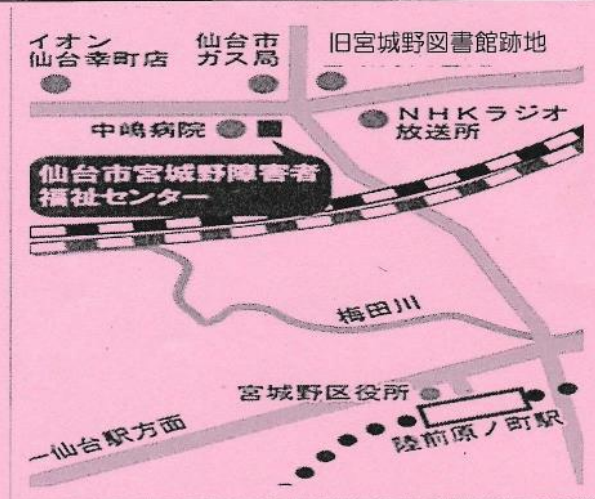 イオン
仙台幸町店
仙台市
ガス局
旧宮城野図書館跡地
中嶋病院
NHKラジオ
放送所
仙台市宮城野障害者
福祉センター
梅田川
宮城野区役所
陸前原ノ町駅
仙台駅方面